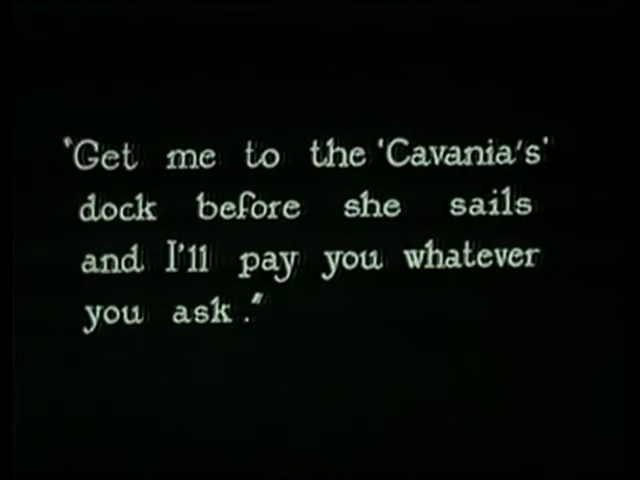 "Get me to the 'Cavania's'
dock before she sails
and I'll pay you whatever
you ask."